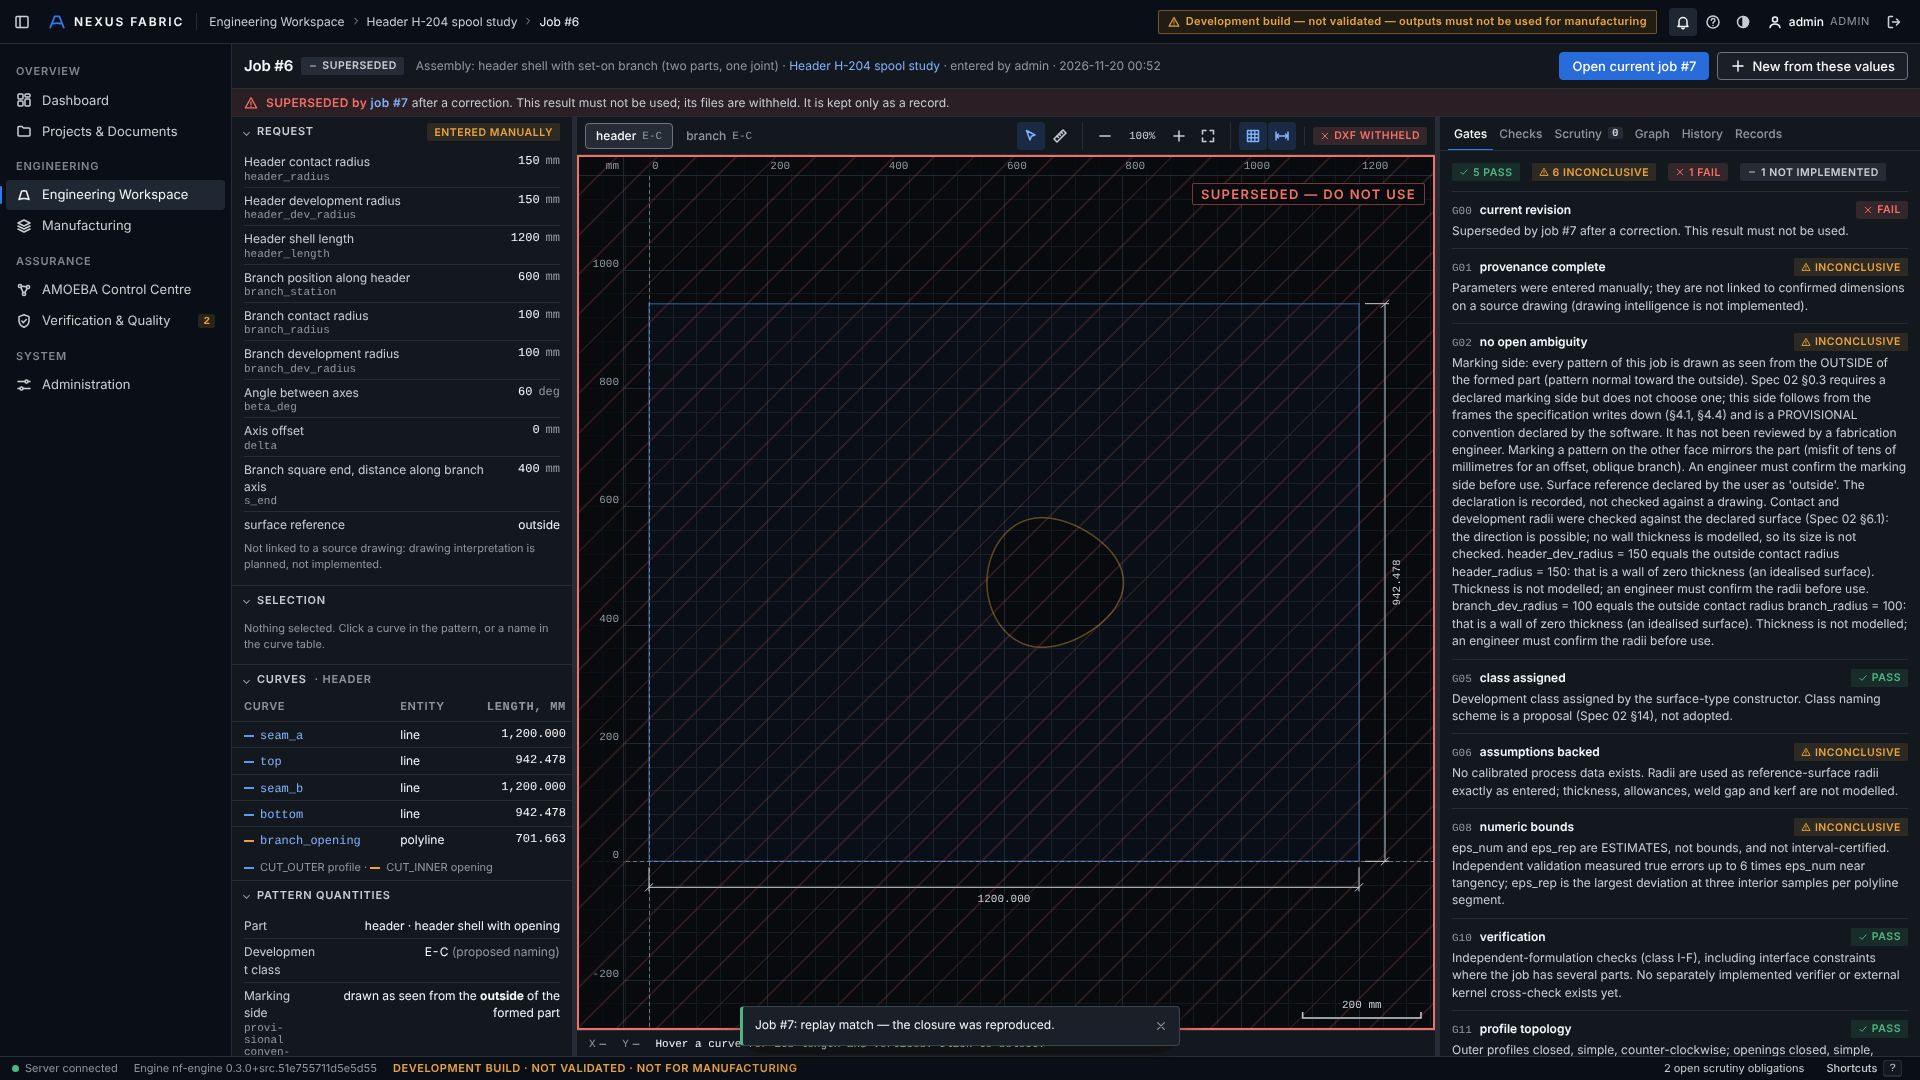 NEXUS FABRIC
Engineering Workspace › Header H-204 spool study › Job #6
Development build — not validated — outputs must not be used for manufacturing
admin ADMIN
OVERVIEW
Dashboard
Projects & Documents
ENGINEERING
Engineering Workspace
Manufacturing
ASSURANCE
AMOEBA Control Centre
Verification & Quality 2
SYSTEM
Administration
Job #6 – SUPERSEDED Assembly: header shell with set-on branch (two parts, one joint) · Header H-204 spool study · entered by admin · 2026-11-20 00:52
Open current job #7
New from these values
SUPERSEDED by job #7 after a correction. This result must not be used; its files are withheld. It is kept only as a record.
REQUEST ENTERED MANUALLY
Header contact radius 150 mm
header_radius
Header development radius 150 mm
header_dev_radius
Header shell length 1200 mm
header_length
Branch position along header 600 mm
branch_station
Branch contact radius 100 mm
branch_radius
Branch development radius 100 mm
branch_dev_radius
Angle between axes 60 deg
beta_deg
Axis offset 0 mm
delta
Branch square end, distance along branch 400 mm
axis
s_end
surface reference outside
Not linked to a source drawing: drawing interpretation is
planned, not implemented.
SELECTION
Nothing selected. Click a curve in the pattern, or a name in
the curve table.
CURVES · HEADER
CURVE ENTITY LENGTH, MM
seam_a line 1,200.000
top line 942.478
seam_b line 1,200.000
bottom line 942.478
branch_opening polyline 701.663
CUT_OUTER profile · CUT_INNER opening
PATTERN QUANTITIES
Part header · header shell with opening
Developmen
t class E-C (proposed naming)
Marking drawn as seen from the outside of the
side formed part
provi-
sional
conven-
header E-C branch E-C
100%
DXF WITHHELD
mm 0 200 400 600 800 1000 1200
SUPERSEDED — DO NOT USE
1000
800
600
400
200
0
-200
942.478
1200.000
200 mm
Job #7: replay match — the closure was reproduced.
X — Y — Hover a curve
Gates Checks Scrutiny 0 Graph History Records
5 PASS 6 INCONCLUSIVE 1 FAIL – 1 NOT IMPLEMENTED
G00 current revision FAIL
Superseded by job #7 after a correction. This result must not be used.
G01 provenance complete INCONCLUSIVE
Parameters were entered manually; they are not linked to confirmed dimensions
on a source drawing (drawing intelligence is not implemented).
G02 no open ambiguity INCONCLUSIVE
Marking side: every pattern of this job is drawn as seen from the OUTSIDE of
the formed part (pattern normal toward the outside). Spec 02 §0.3 requires a
declared marking side but does not choose one; this side follows from the
frames the specification writes down (§4.1, §4.4) and is a PROVISIONAL
convention declared by the software. It has not been reviewed by a fabrication
engineer. Marking a pattern on the other face mirrors the part (misfit of tens of
millimetres for an offset, oblique branch). An engineer must confirm the marking
side before use. Surface reference declared by the user as 'outside'. The
declaration is recorded, not checked against a drawing. Contact and
development radii were checked against the declared surface (Spec 02 §6.1):
the direction is possible; no wall thickness is modelled, so its size is not
checked. header_dev_radius = 150 equals the outside contact radius
header_radius = 150: that is a wall of zero thickness (an idealised surface).
Thickness is not modelled; an engineer must confirm the radii before use.
branch_dev_radius = 100 equals the outside contact radius branch_radius = 100:
that is a wall of zero thickness (an idealised surface). Thickness is not modelled;
an engineer must confirm the radii before use.
G05 class assigned PASS
Development class assigned by the surface-type constructor. Class naming
scheme is a proposal (Spec 02 §14), not adopted.
G06 assumptions backed INCONCLUSIVE
No calibrated process data exists. Radii are used as reference-surface radii
exactly as entered; thickness, allowances, weld gap and kerf are not modelled.
G08 numeric bounds INCONCLUSIVE
eps_num and eps_rep are ESTIMATES, not bounds, and not interval-certified.
Independent validation measured true errors up to 6 times eps_num near
tangency; eps_rep is the largest deviation at three interior samples per polyline
segment.
G10 verification PASS
Independent-formulation checks (class I-F), including interface constraints
where the job has several parts. No separately implemented verifier or external
kernel cross-check exists yet.
G11 profile topology PASS
Outer profiles closed, simple, counter-clockwise; openings closed, simple,
Server connected Engine nf-engine 0.3.0+src.51e755711d5e5d55 DEVELOPMENT BUILD · NOT VALIDATED · NOT FOR MANUFACTURING
2 open scrutiny obligations Shortcuts ?